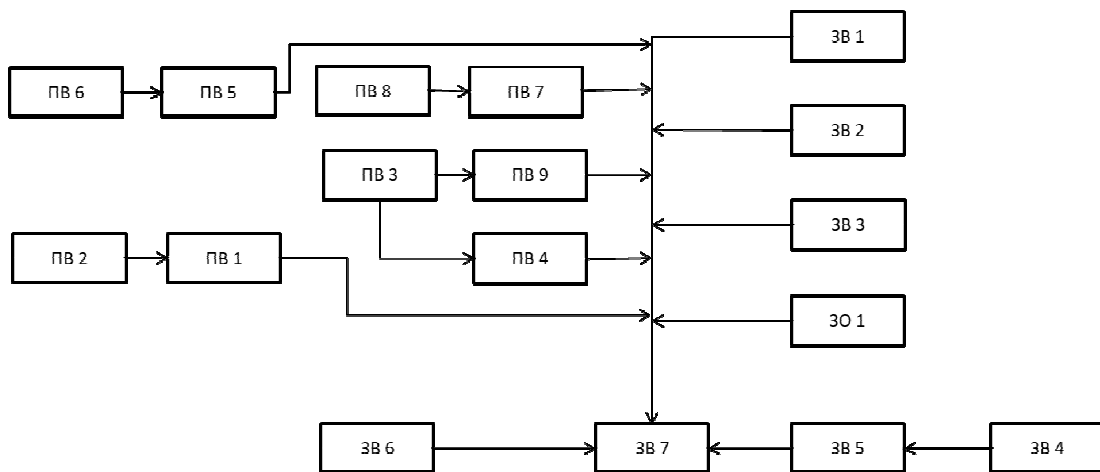 ЗВ 1
ПВ 6
ПВ 5
ПВ 8
ПВ 7
ЗВ 2
ПВ 3
ПВ 9
ЗВ 3
ПВ 2
ПВ 1
ПВ 4
ЗО 1
ЗВ 6
ЗВ 7
ЗВ 5
ЗВ 4